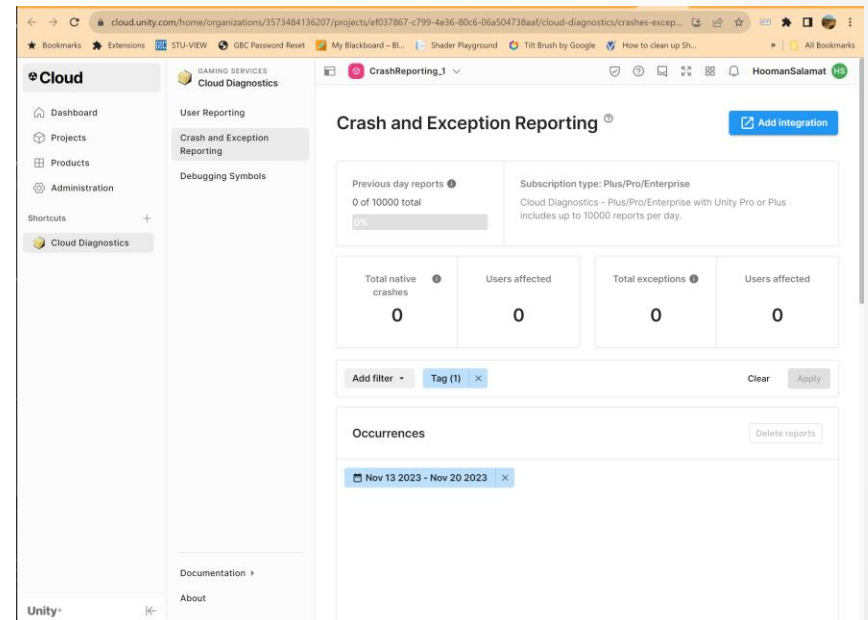 cloud.unity.com/home/organizations/3573484136207/projects/ef037867-c799-4e36-80c6-06a504738aaf/cloud-diagnostics/crashes-excep...
Bookmarks Extensions STU-VIEW GBC Password Reset My Blackboard – Bl... Shader Playground Tilt Brush by Google How to clean up Sh... » All Bookmarks
Cloud
Dashboard
Projects
Products
Administration
Shortcuts +
Cloud Diagnostics
Unity
GAMING SERVICES
Cloud Diagnostics
User Reporting
Crash and Exception
Reporting
Debugging Symbols
Documentation
About
CrashReporting_1
HoomanSalamat HS
Crash and Exception Reporting
Add integration
Previous day reports
0 of 10000 total
0%
Subscription type: Plus/Pro/Enterprise
Cloud Diagnostics - Plus/Pro/Enterprise with Unity Pro or Plus
includes up to 10000 reports per day.
Total native
crashes
0
Users affected
0
Total exceptions
0
Users affected
0
Add filter Tag (1) × Clear Apply
Occurrences Delete reports
Nov 13 2023 - Nov 20 2023 ×